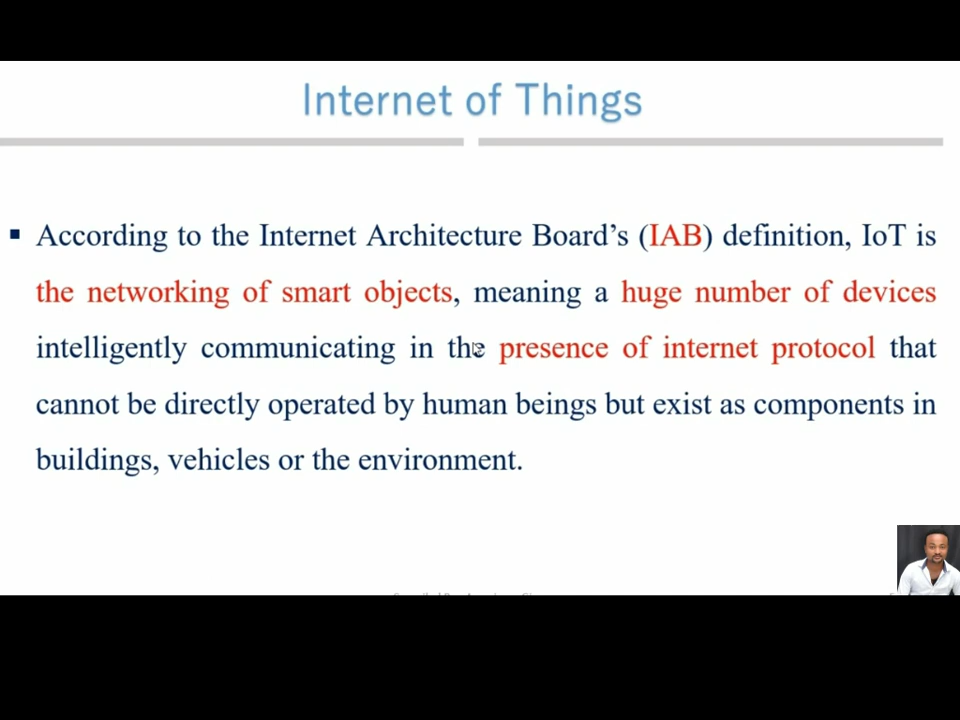 Internet of Things
▪ According to the Internet Architecture Board’s (IAB) definition, IoT is
the networking of smart objects, meaning a huge number of devices
intelligently communicating in the presence of internet protocol that
cannot be directly operated by human beings but exist as components in
buildings, vehicles or the environment.